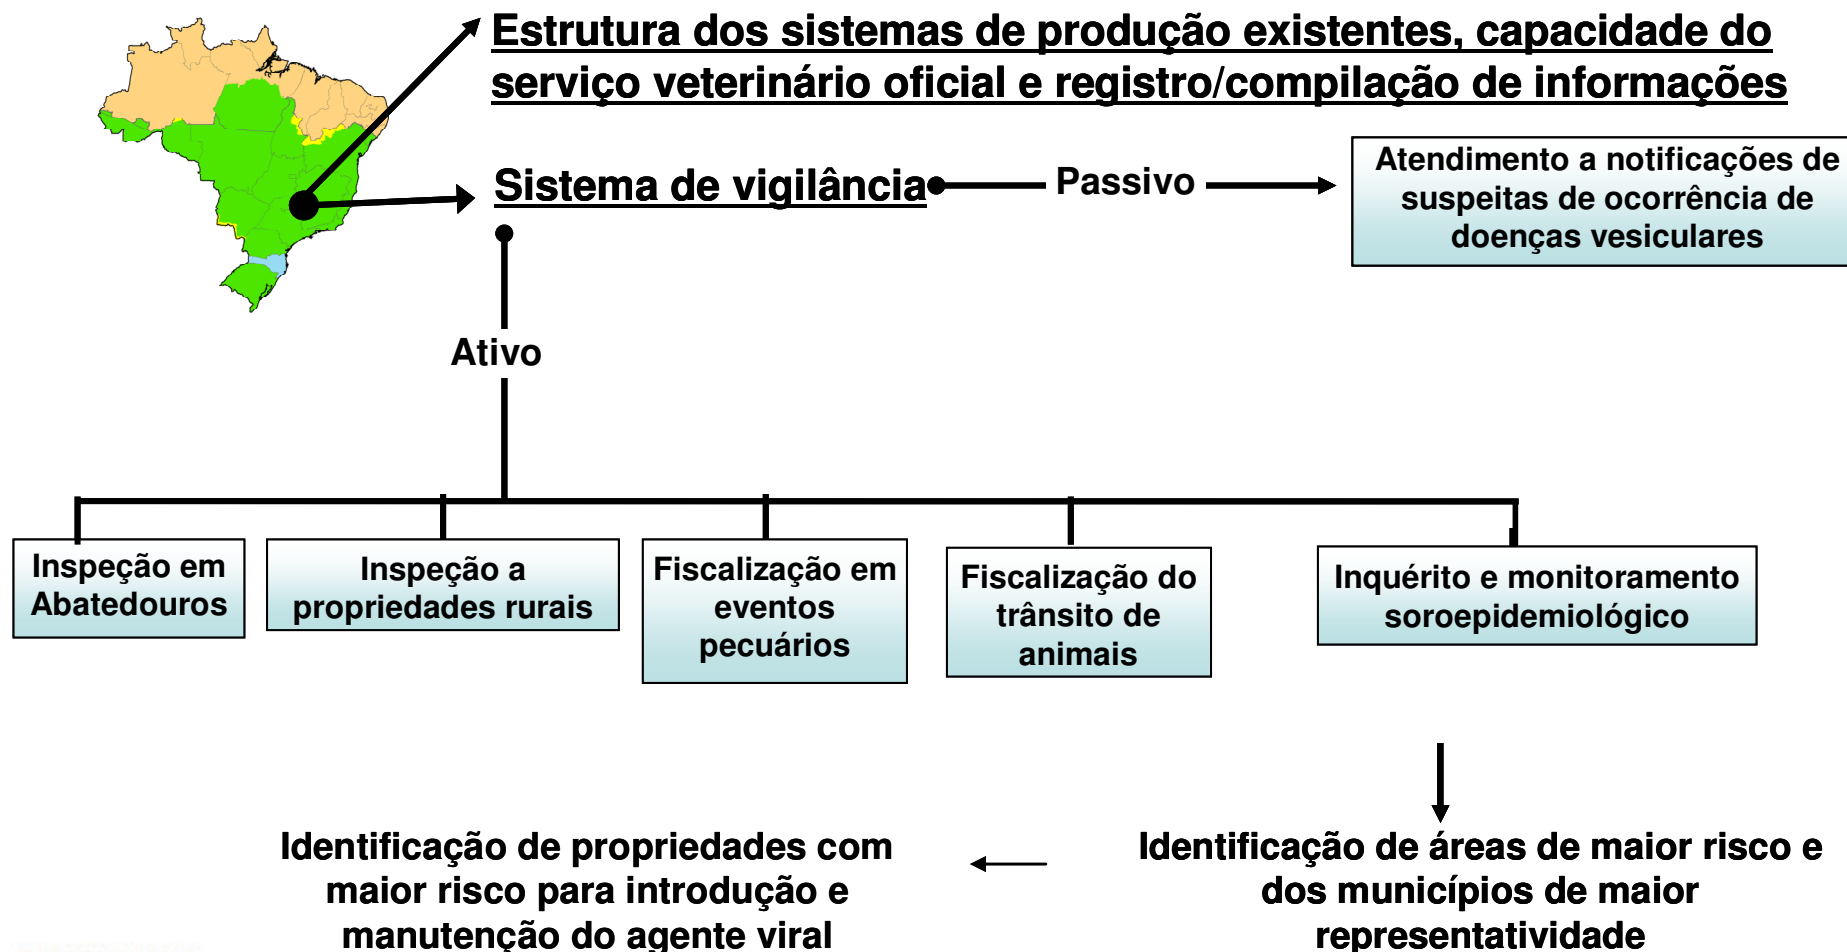 Estrutura dos sistemas de produção existentes, capacidade do
serviço veterinário oficial e registro/compilação de informações
Sistema de vigilância
Passivo
Atendimento a notificações de
suspeitas de ocorrência de
doenças vesiculares
Ativo
Inspeção em
Abatedouros
Inspeção a
propriedades rurais
Fiscalização em
eventos
pecuários
Fiscalização do
trânsito de
animais
Inquérito e monitoramento
soroepidemiológico
Identificação de áreas de maior risco e
dos municípios de maior
representatividade
Identificação de propriedades com
maior risco para introdução e
manutenção do agente viral